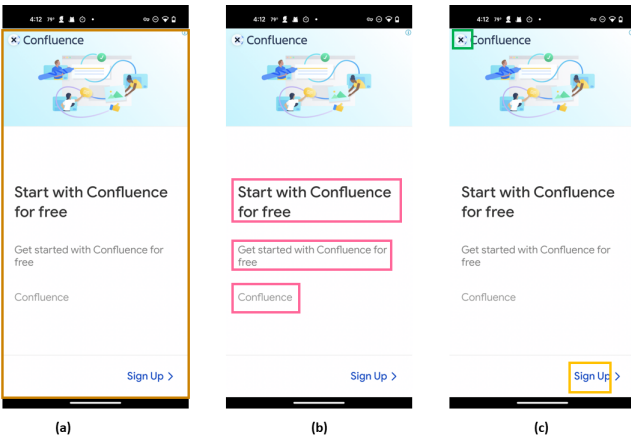 4:12 79°
Confluence
Start with Confluence
for free
Get started with Confluence for
free
Confluence
Sign Up >
(a)
4:12 79°
Confluence
Start with Confluence
for free
Get started with Confluence for
free
Confluence
Sign Up >
(b)
4:12 79°
Confluence
Start with Confluence
for free
Get started with Confluence for
free
Confluence
Sign Up >
(c)